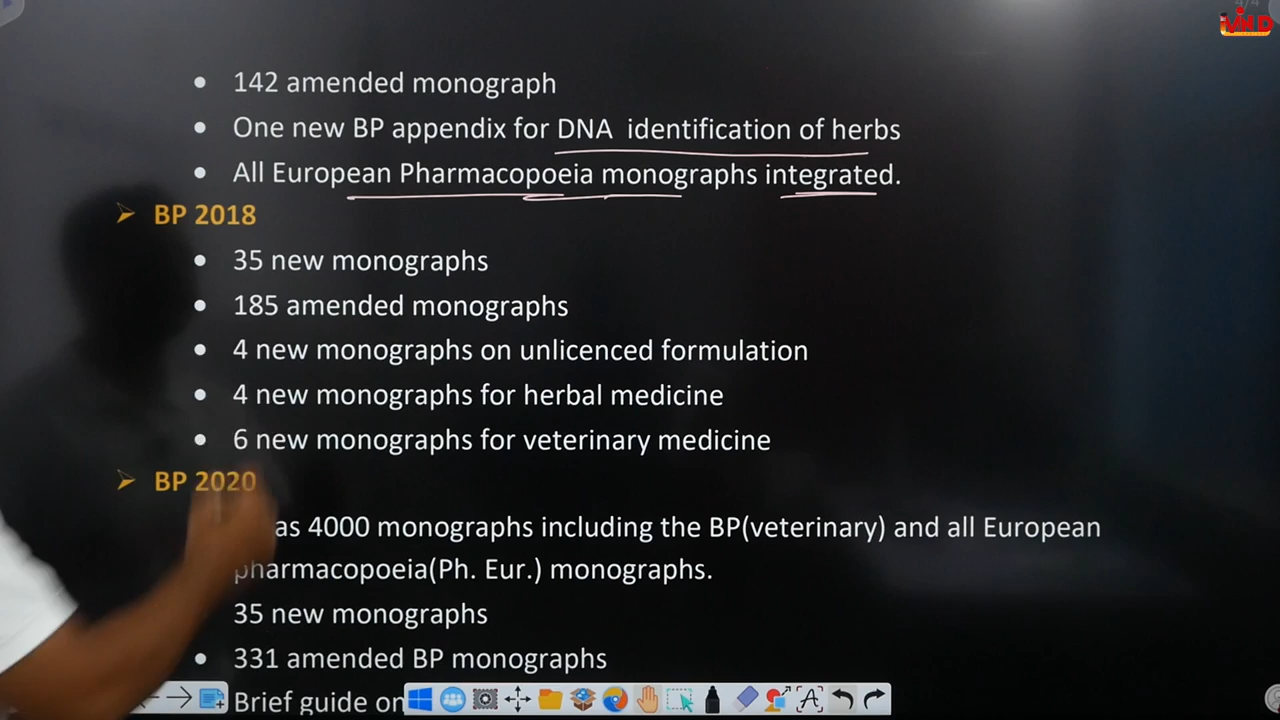 4/4
• 142 amended monograph
• One new BP appendix for DNA identification of herbs
• All European Pharmacopoeia monographs integrated.
➢ BP 2018
• 35 new monographs
• 185 amended monographs
• 4 new monographs on unlicenced formulation
• 4 new monographs for herbal medicine
• 6 new monographs for veterinary medicine
➢ BP 2020
as 4000 monographs including the BP(veterinary) and all European
pharmacopoeia(Ph. Eur.) monographs.
35 new monographs
• 331 amended BP monographs
Brief guide on